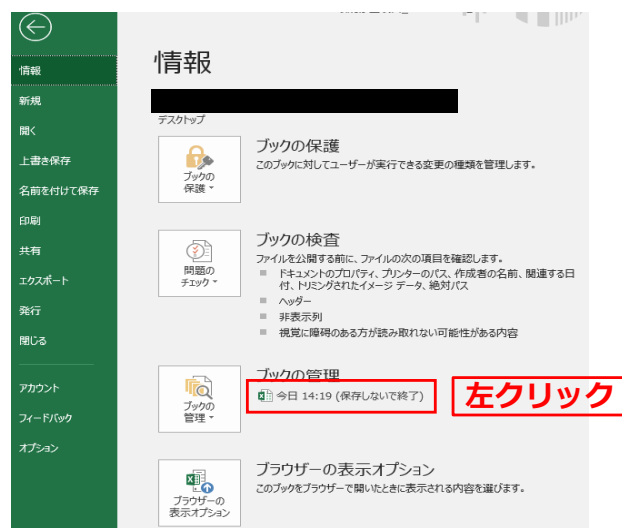 情報
情報
新規
開く
上書き保存
名前を付けて保存
印刷
共有
エクスポート
発行
閉じる
アカウント
フィードバック
オプション
デスクトップ
ブックの
保護
ブックの保護
このブックに対してユーザーが実行できる変更の種類を管理します。
問題の
チェック
ブックの検査
ファイルを公開する前に、ファイルの次の項目を確認します。
ドキュメントのプロパティ、プリンターのパス、作成者の名前、関連する日
付、トリミングされたイメージ データ、絶対パス
ヘッダー
非表示列
視覚に障碍のある方が読み取れない可能性がある内容
ブックの
管理
ブックの管理
今日 14:19 (保存しないで終了)
左クリック
ブラウザーの
表示オプション
ブラウザーの表示オプション
このブックをブラウザーで開いたときに表示される内容を選びます。